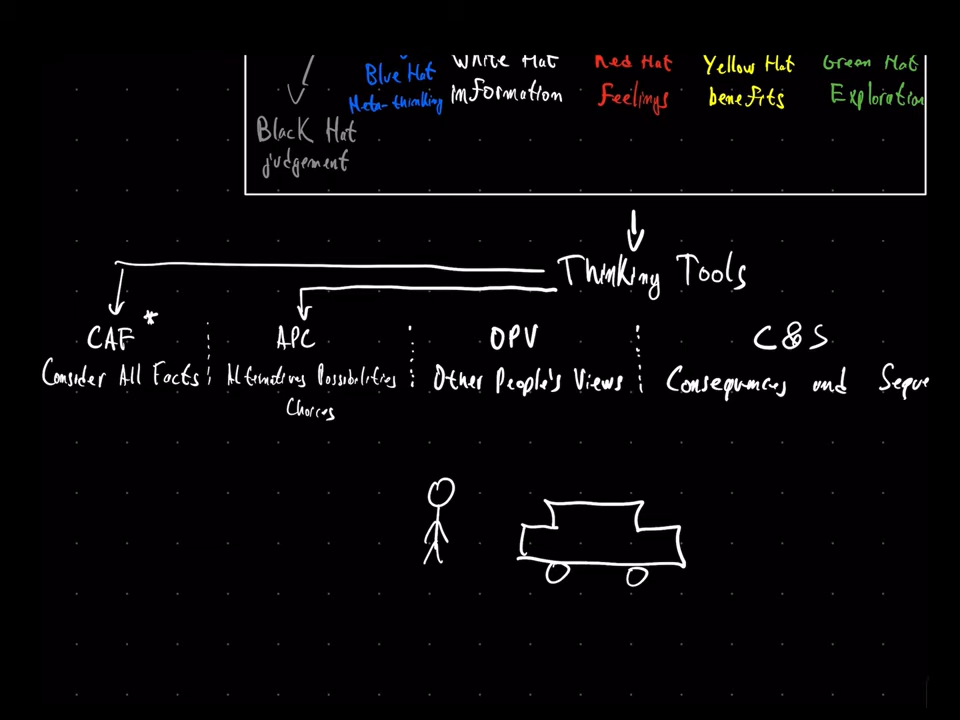 White Hat Red Hat Yellow Hat Green Hat
Blue Hat
information Feelings benefits Exploration
Meta-thinking
Black Hat
judgement
Thinking Tools
CAF * APC OPV C&S
Consider All Facts Alternatives Possibilities Other People's Views Consequences and Seque
Choices